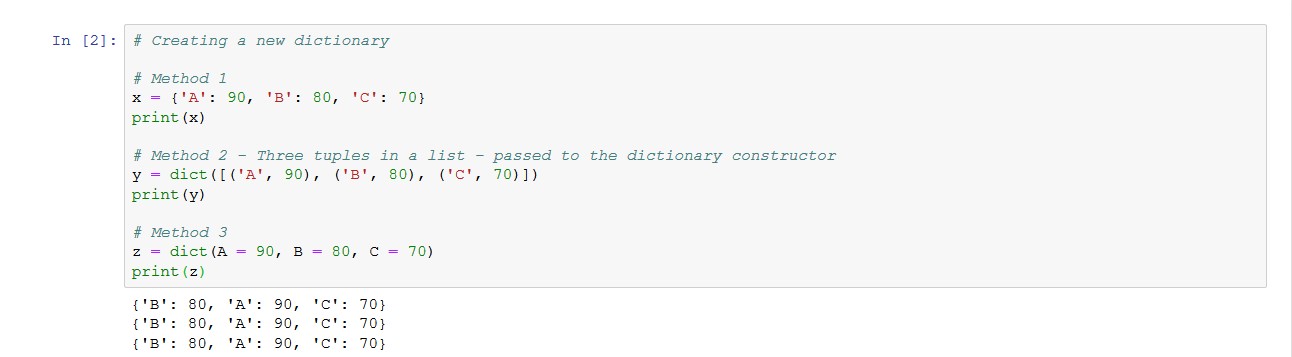 In [2]: # Creating a new dictionary
# Method 1
x = {'A': 90, 'B': 80, 'C': 70}
print(x)
# Method 2 - Three tuples in a list - passed to the dictionary constructor
y = dict([('A', 90), ('B', 80), ('C', 70)])
print(y)
# Method 3
z = dict(A = 90, B = 80, C = 70)
print(z)
{'B': 80, 'A': 90, 'C': 70}
{'B': 80, 'A': 90, 'C': 70}
{'B': 80, 'A': 90, 'C': 70}